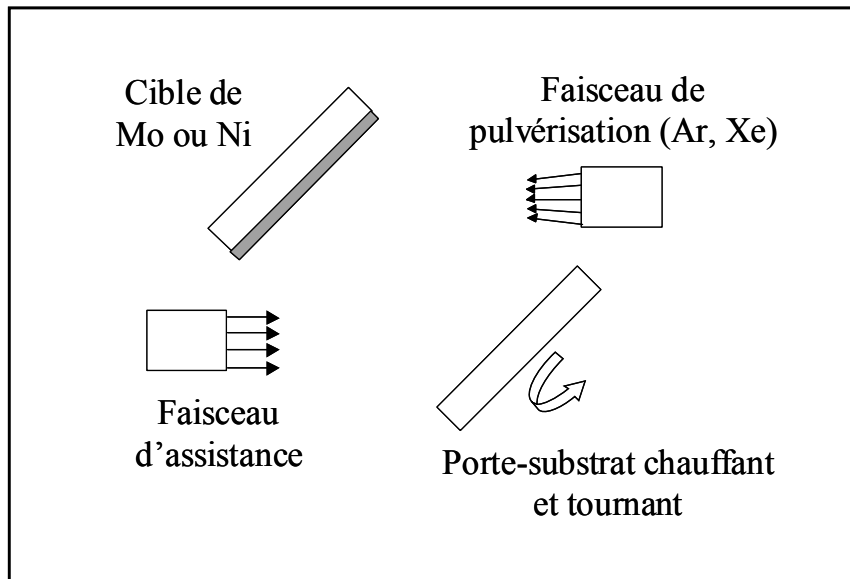 Cible de
Mo ou Ni
Faisceau de
pulvérisation (Ar, Xe)
Faisceau
d’assistance
Porte-substrat chauffant
et tournant